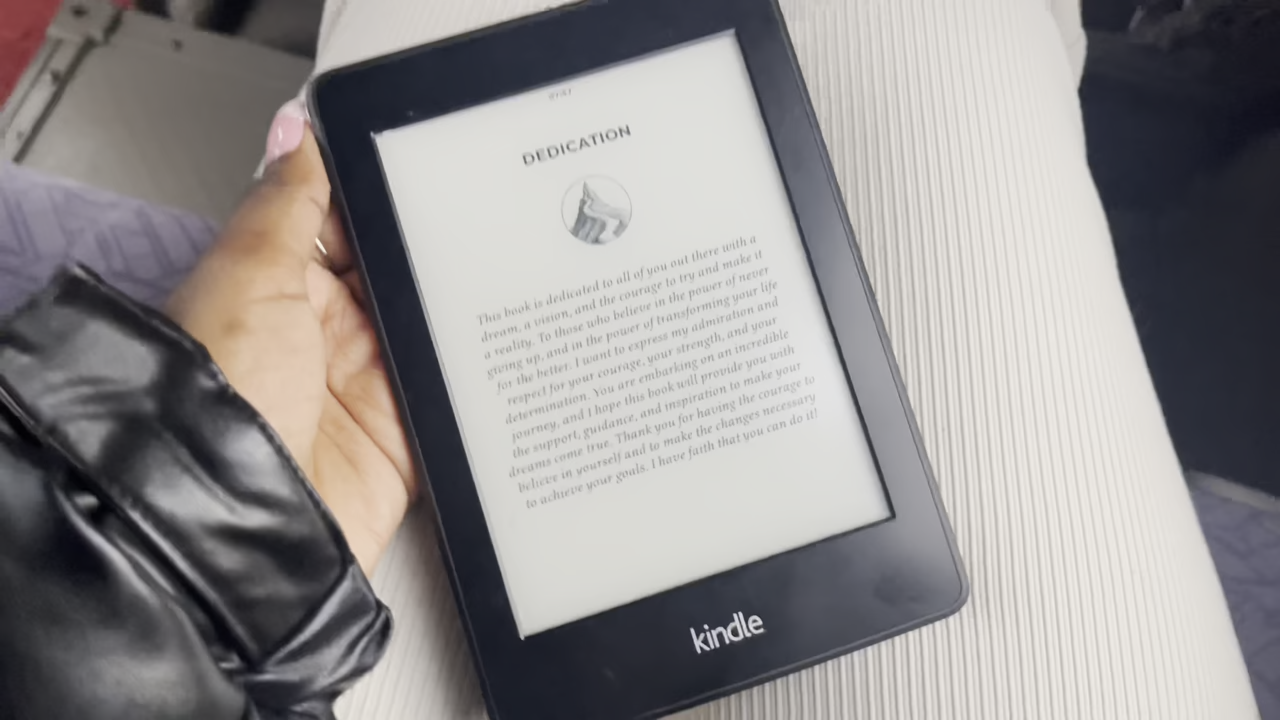 DEDICATION
This book is dedicated to all of you out there with a
dream, a vision, and the courage to try and make it
a reality. To those who believe in the power of never
giving up, and in the power of transforming your life
for the better. I want to express my admiration and
respect for your courage, your strength, and your
determination. You are embarking on an incredible
journey, and I hope this book will provide you with
the support, guidance, and inspiration to make your
dreams come true. Thank you for having the courage to
believe in yourself and to make the changes necessary
to achieve your goals. I have faith that you can do it!
kindle